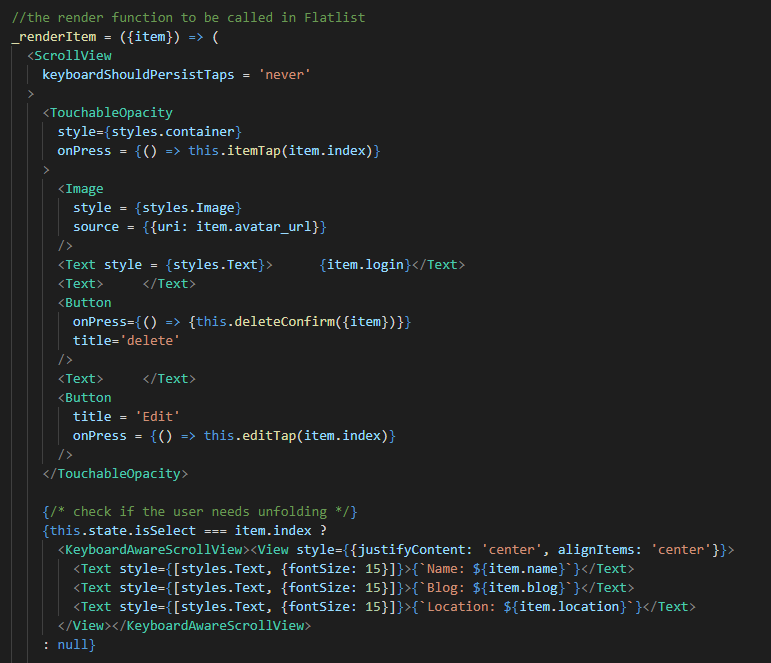 //the render function to be called in Flatlist
_renderItem = ({item}) => (
  <ScrollView
    keyboardShouldPersistTaps = 'never'
  >
    <TouchableOpacity
      style={styles.container}
      onPress = {() => this.itemTap(item.index)}
    >
      <Image
        style = {styles.Image}
        source = {{uri: item.avatar_url}}
      />
      <Text style = {styles.Text}>      {item.login}</Text>
      <Text>     </Text>
      <Button
        onPress={() => {this.deleteConfirm({item})}}
        title='delete'
      />
      <Text>     </Text>
      <Button
        title = 'Edit'
        onPress = {() => this.editTap(item.index)}
      />
    </TouchableOpacity>

    {/* check if the user needs unfolding */}
    {this.state.isSelect === item.index ?
      <KeyboardAwareScrollView><View style={{justifyContent: 'center', alignItems: 'center'}}>
        <Text style={[styles.Text, {fontSize: 15}]}>{`Name: ${item.name}`}</Text>
        <Text style={[styles.Text, {fontSize: 15}]}>{`Blog: ${item.blog}`}</Text>
        <Text style={[styles.Text, {fontSize: 15}]}>{`Location: ${item.location}`}</Text>
      </View></KeyboardAwareScrollView>
    : null}